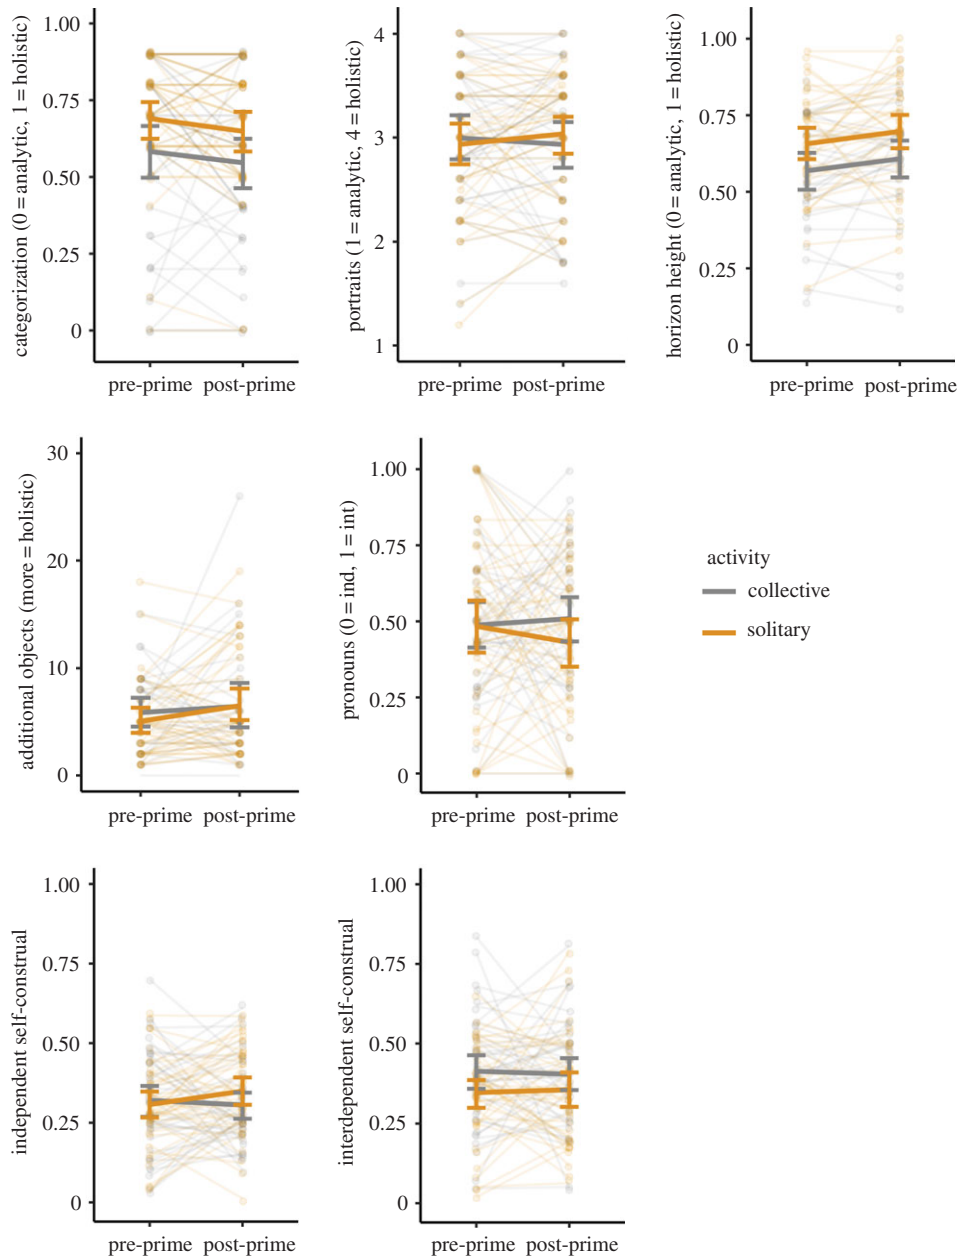 categorization (0 = analytic, 1 = holistic)
1.00
0.75
0.50
0.25
0
pre-prime post-prime
portraits (1 = analytic, 4 = holistic)
4
3
2
1
pre-prime post-prime
horizon height (0 = analytic, 1 = holistic)
1.00
0.75
0.50
0.25
0
pre-prime post-prime
additional objects (more = holistic)
30
20
10
0
pre-prime post-prime
pronouns (0 = ind, 1 = int)
1.00
0.75
0.50
0.25
0
pre-prime post-prime
activity
collective
solitary
independent self-construal
1.00
0.75
0.50
0.25
0
pre-prime post-prime
interdependent self-construal
1.00
0.75
0.50
0.25
0
pre-prime post-prime